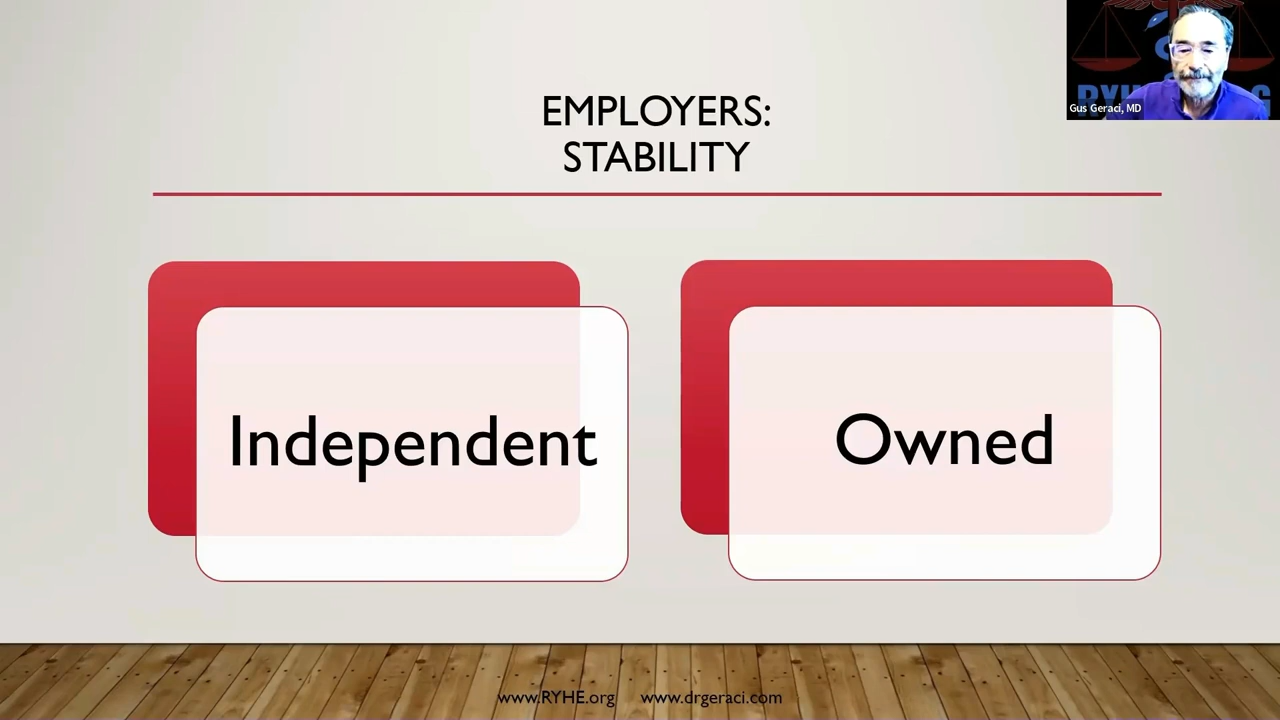 EMPLOYERS:
STABILITY
Gus Geraci, MD
Independent
Owned
www.RYHE.org www.drgeraci.com